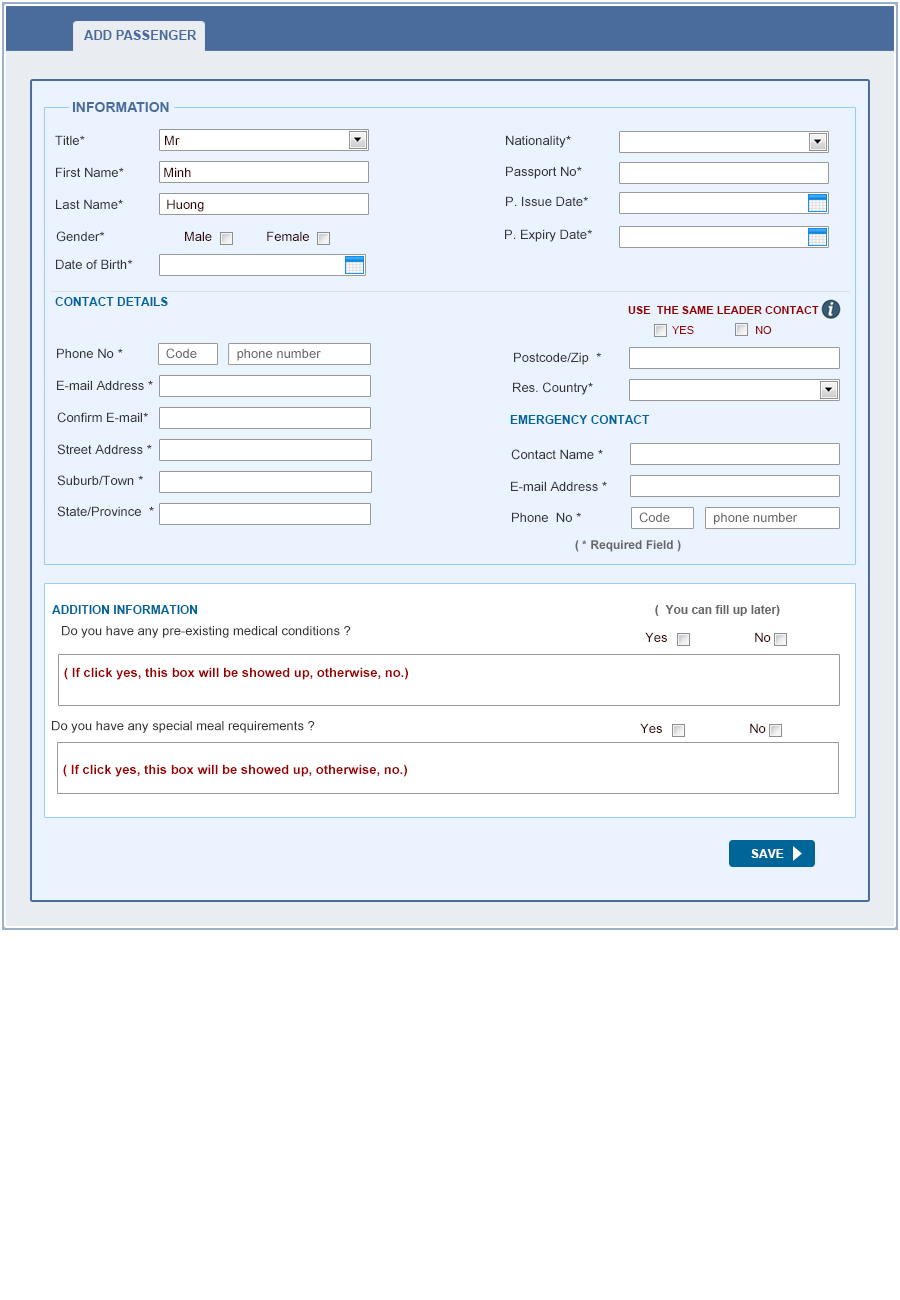 ADD PASSENGER
INFORMATION
Title*
Mr
First Name*
Minh
Last Name*
Huong
Gender*
Male
Female
Date of Birth*
Nationality*
Passport No*
P. Issue Date*
P. Expiry Date*
CONTACT DETAILS
USE  THE SAME LEADER CONTACT i
YES
NO
Phone No *
Code
phone number
E-mail Address *
Confirm E-mail*
Street Address *
Suburb/Town *
State/Province  *
Postcode/Zip  *
Res. Country*
EMERGENCY CONTACT
Contact Name *
E-mail Address *
Phone  No *
Code
phone number
( * Required Field )
ADDITION INFORMATION
(  You can fill up later)
Do you have any pre-existing medical conditions ?
Yes
No
( If click yes, this box will be showed up, otherwise, no.)
Do you have any special meal requirements ?
Yes
No
( If click yes, this box will be showed up, otherwise, no.)
SAVE